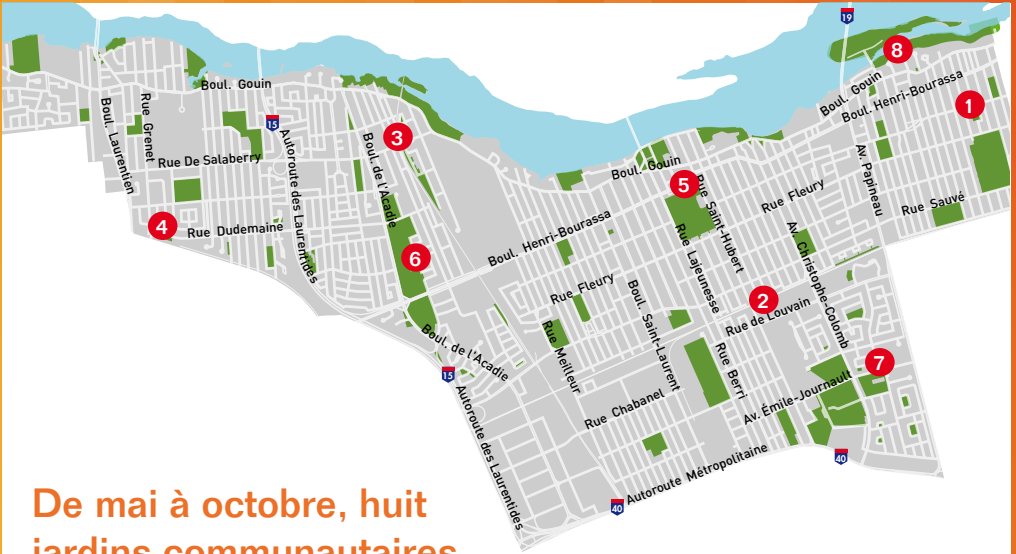 19
8
Boul. Gouin
Boul. Henri-Bourassa
1
Boul. Gouin
Boul. Laurentien
Rue Grenet
15
Autoroute des Laurentides
3
Boul. de l'Acadie
Rue De Salaberry
Boul. Gouin
5
Rue Saint-Hubert
Rue Fleury
Av. Papineau
Rue Sauvé
4
Rue Dudemaine
6
Boul. Henri-Bourassa
Rue Lajeunesse
Av. Christophe-Colomb
Rue Fleury
Boul. Saint-Laurent
2
Rue de Louvain
Boul. de l'Acadie
Rue Meilleur
Rue Berri
7
15
Autoroute des Laurentides
Rue Chabanel
Av. Émile-Journault
Autoroute Métropolitaine
40
40
De mai à octobre, huit
jardins communautaires